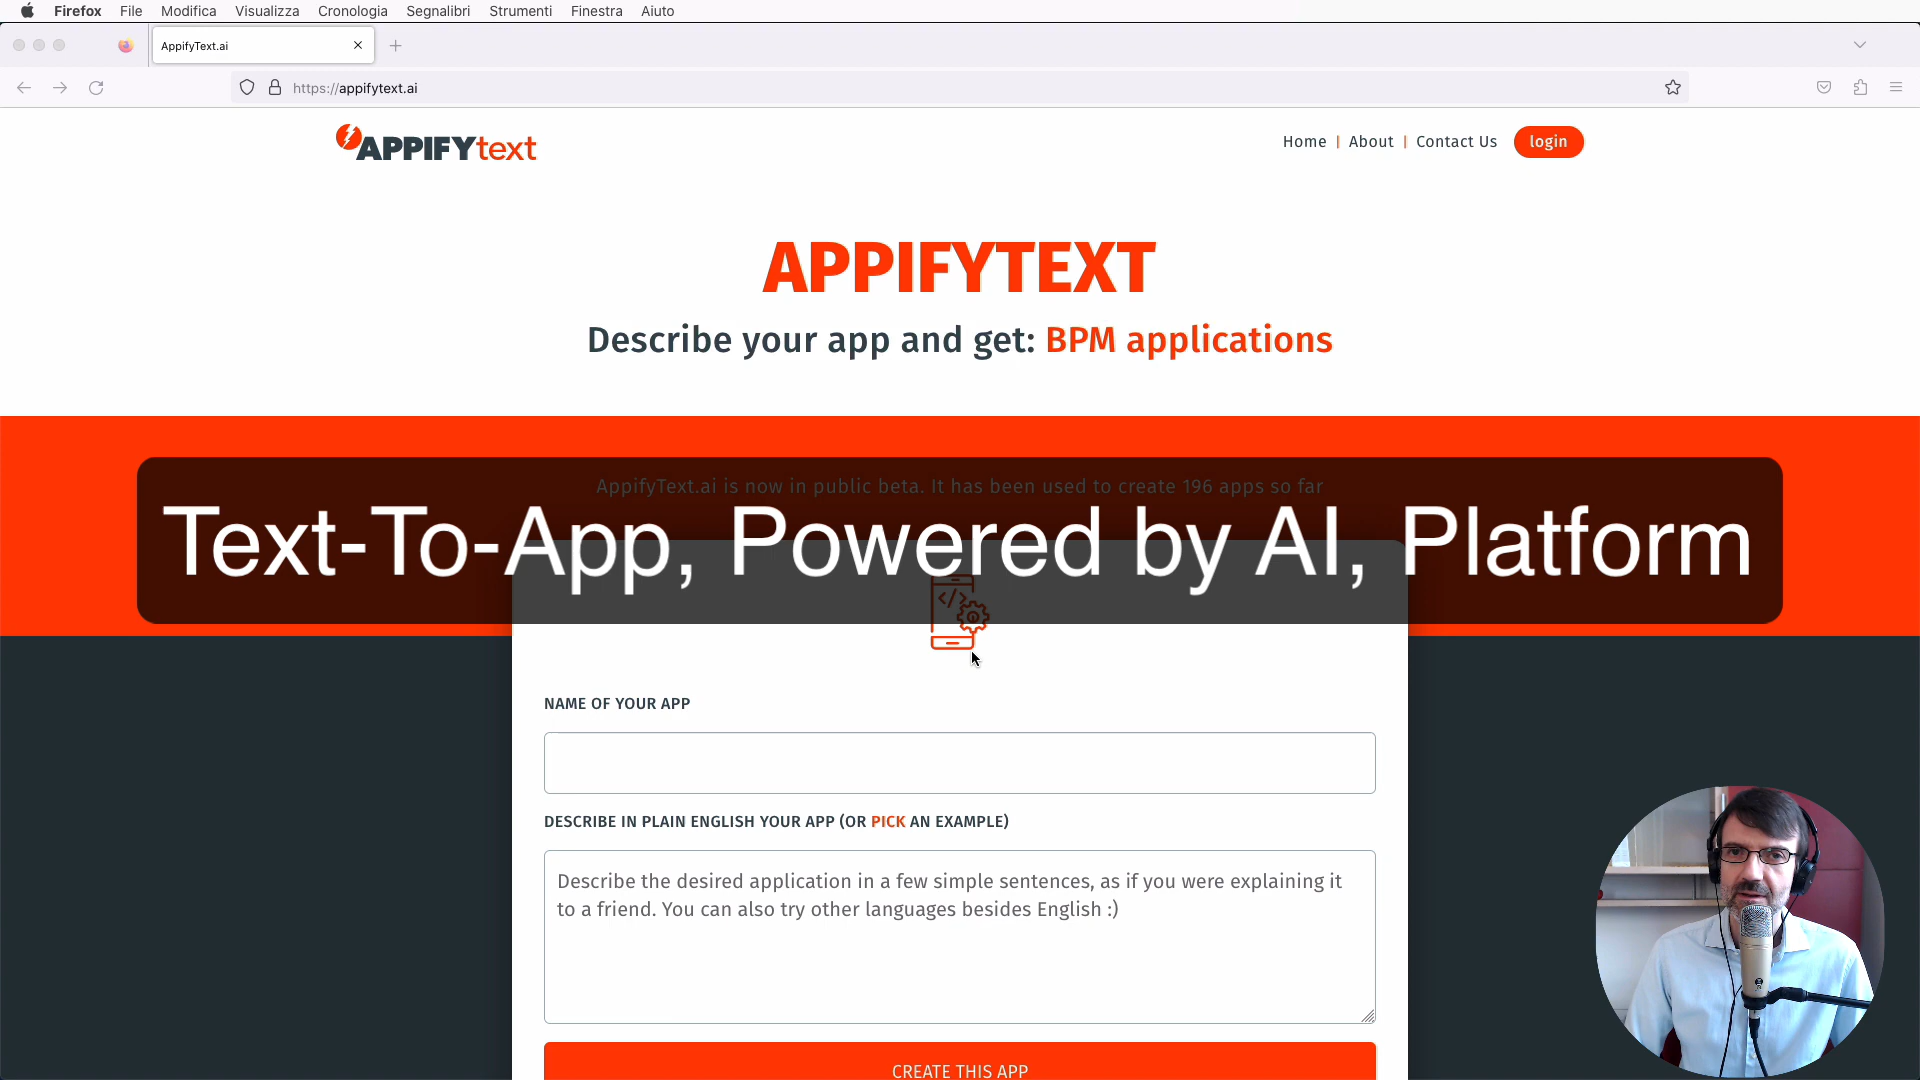 Firefox File Modifica Visualizza Cronologia Segnalibri Strumenti Finestra Aiuto
AppifyText.ai
https://appifytext.ai
APPIFYtext
Home | About | Contact Us login
APPIFYTEXT
Describe your app and get: BPM applications
AppifyText.ai is now in public beta. It has been used to create 196 apps so far
Text-To-App, Powered by AI, Platform
NAME OF YOUR APP
DESCRIBE IN PLAIN ENGLISH YOUR APP (OR PICK AN EXAMPLE)
Describe the desired application in a few simple sentences, as if you were explaining it
to a friend. You can also try other languages besides English :)
CREATE THIS APP